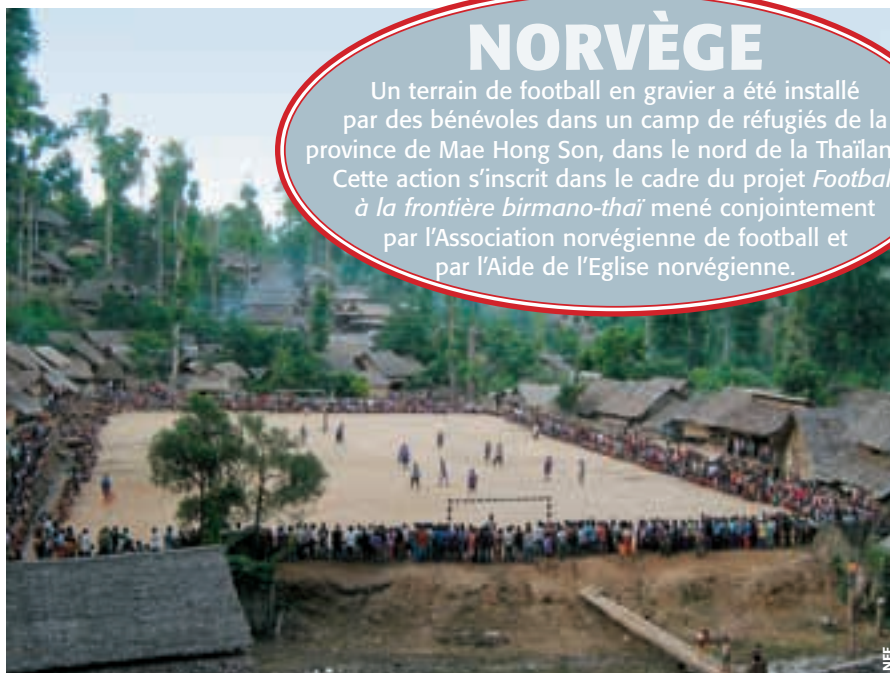 NORVÈGE
Un terrain de football en gravier a été installé
par des bénévoles dans un camp de réfugiés de la
province de Mae Hong Son, dans le nord de la Thaïlan
Cette action s'inscrit dans le cadre du projet Footbal
à la frontière birmano-thaï mené conjointement
par l'Association norvégienne de football et
par l'Aide de l'Eglise norvégienne.
NFF